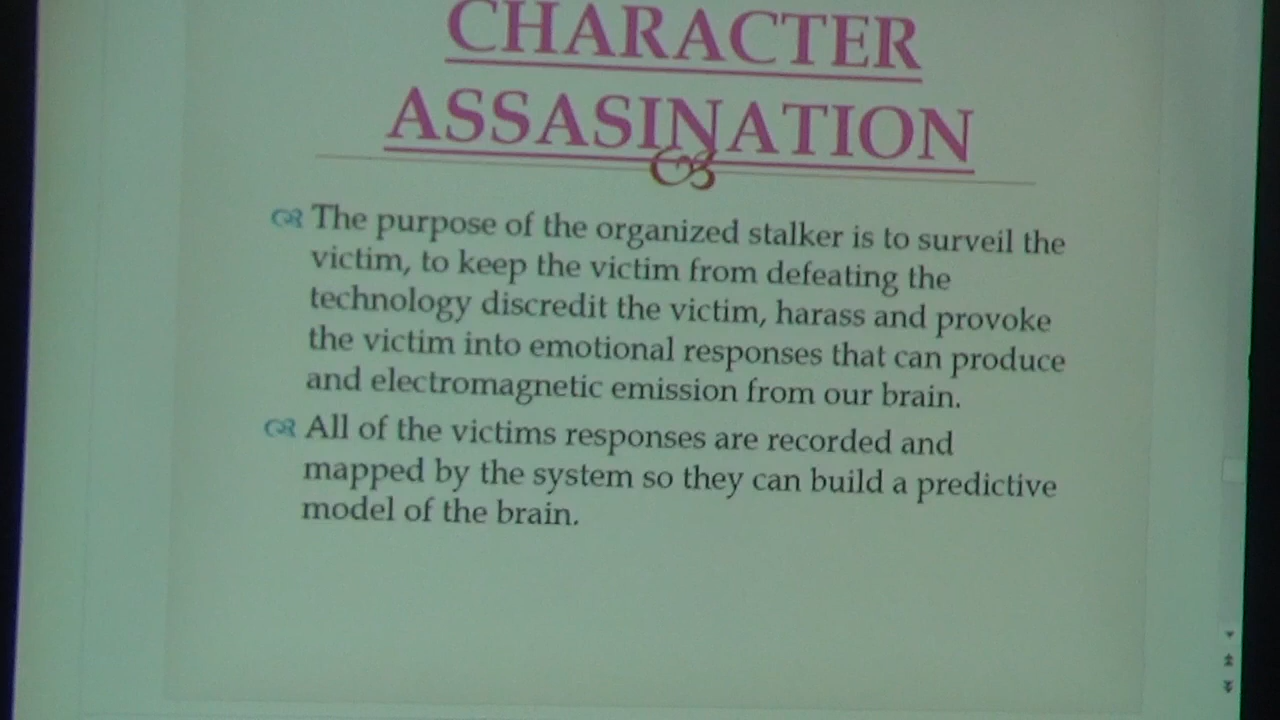 CHARACTER
ASSASINATION
The purpose of the organized stalker is to surveil the
victim, to keep the victim from defeating the
technology discredit the victim, harass and provoke
the victim into emotional responses that can produce
and electromagnetic emission from our brain.
All of the victims responses are recorded and
mapped by the system so they can build a predictive
model of the brain.